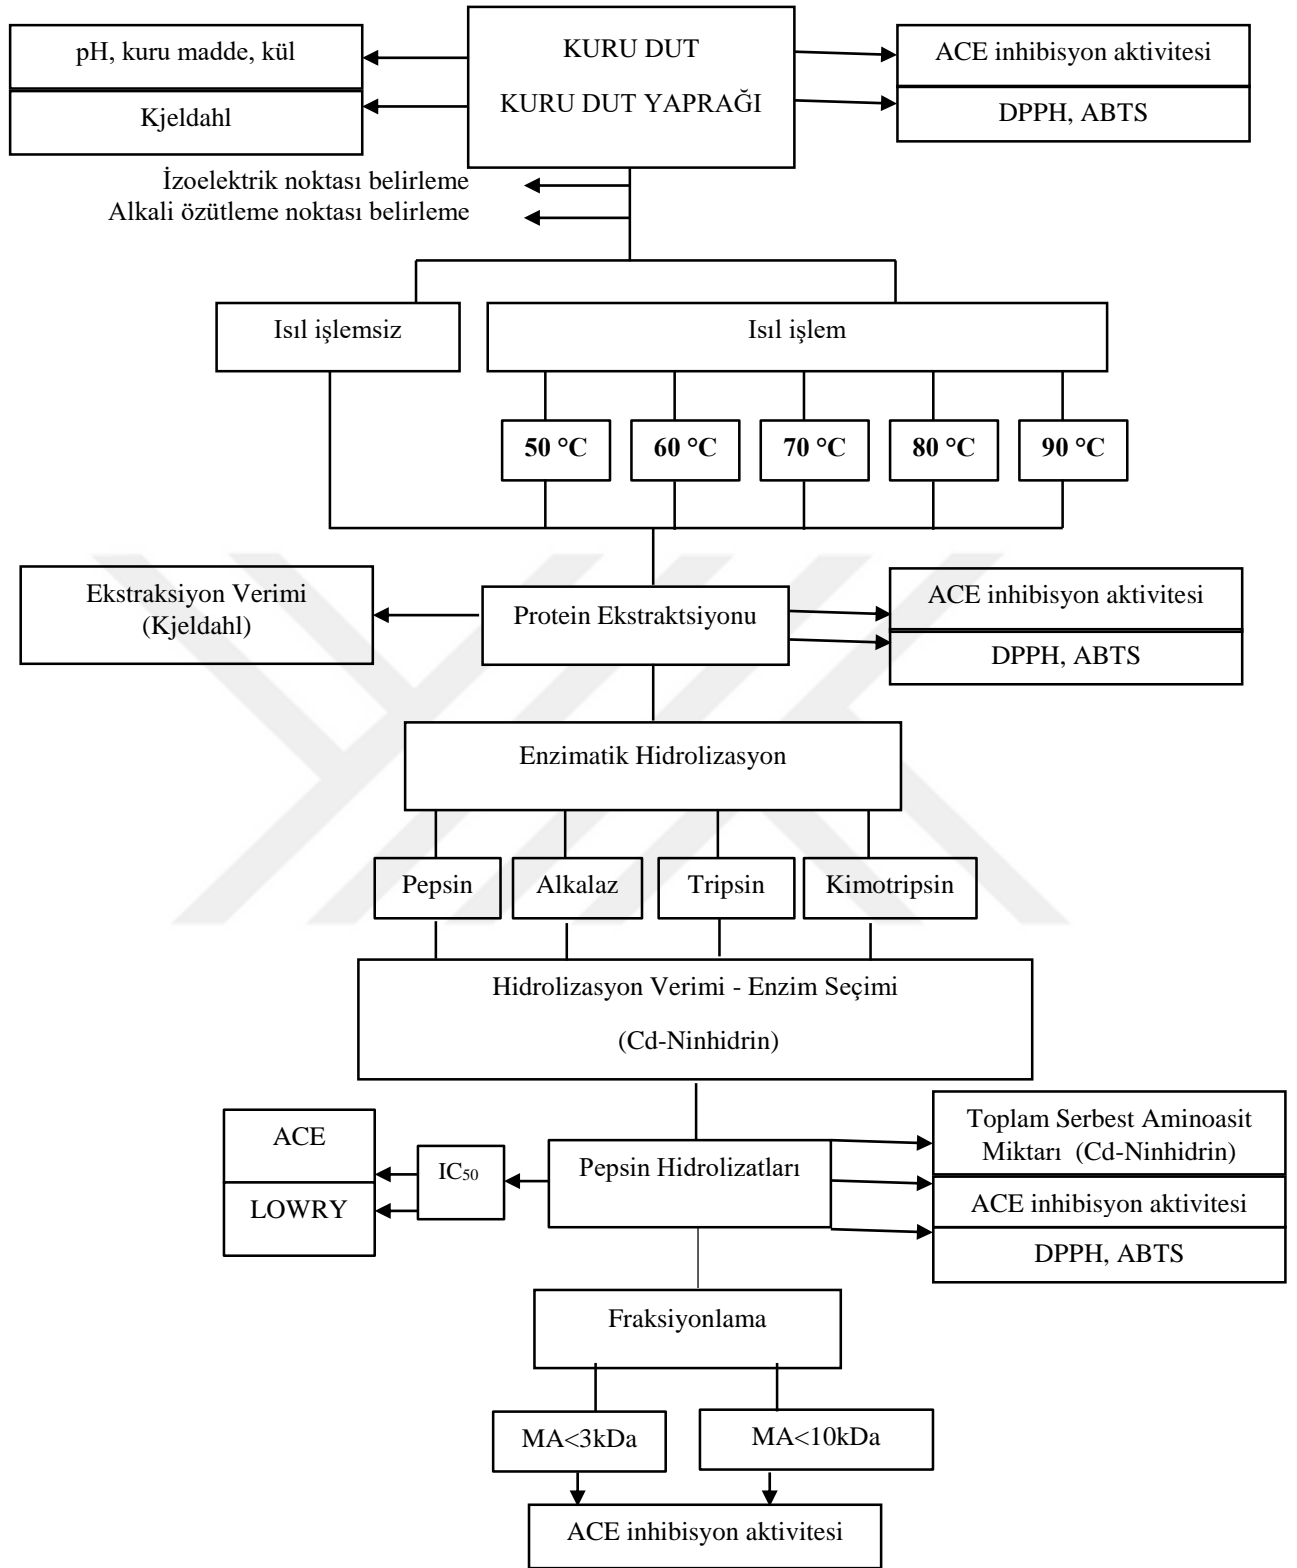 pH, kuru madde, kül
Kjeldahl
KURU DUT
KURU DUT YAPRAĞI
ACE inhibisyon aktivitesi
DPPH, ABTS
İzoelektrik noktası belirleme
Alkali özütleme noktası belirleme
Isıl işlemsiz
Isıl işlem
50 °C
60 °C
70 °C
80 °C
90 °C
Ekstraksiyon Verimi
(Kjeldahl)
Protein Ekstraktsiyonu
ACE inhibisyon aktivitesi
DPPH, ABTS
Enzimatik Hidrolizasyon
Pepsin
Alkalaz
Tripsin
Kimotripsin
Hidrolizasyon Verimi - Enzim Seçimi
(Cd-Ninhidrin)
ACE
LOWRY
IC50
Pepsin Hidrolizatları
Toplam Serbest Aminoasit
Miktarı (Cd-Ninhidrin)
ACE inhibisyon aktivitesi
DPPH, ABTS
Fraksiyonlama
MA<3kDa
MA<10kDa
ACE inhibisyon aktivitesi